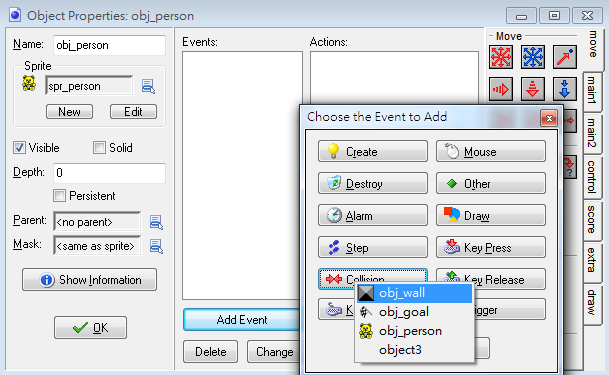 Object Properties: obj_person
Name: obj_person
Sprite
spr_person
New Edit
Visible Solid
Depth: 0
Persistent
Parent: <no parent>
Mask: <same as sprite>
Show Information
OK
Events:
Add Event
Delete Change
Actions:
Move
move
main1
main2
control
score
extra
draw
Choose the Event to Add
Create Mouse
Destroy Other
Alarm Draw
Step Key Press
Collision Key Release
obj_wall
obj_goal
obj_person
object3